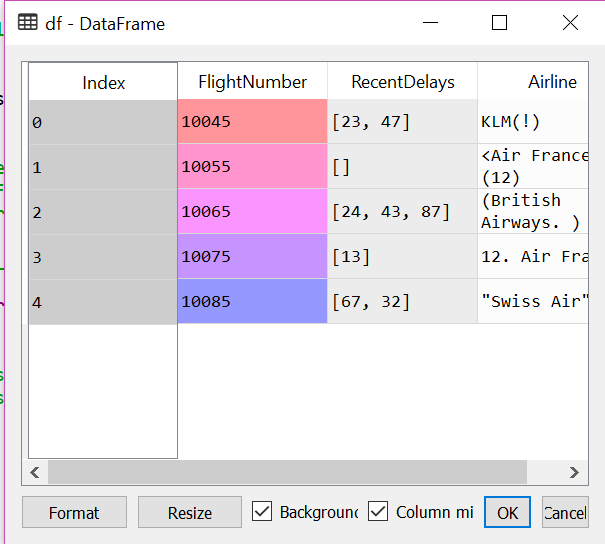 df - DataFrame
Index FlightNumber RecentDelays Airline
0 10045 [23, 47] KLM(!)
1 10055 [] <Air France
(12)
2 10065 [24, 43, 87] (British
Airways. )
3 10075 [13] 12. Air Fra
4 10085 [67, 32] "Swiss Air"
Format Resize Background Column mi OK Cancel